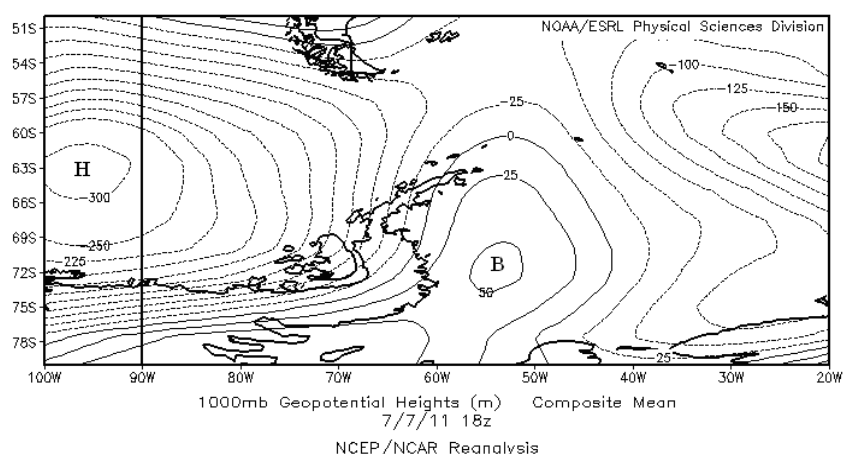 NOAA/ESRL Physical Sciences Division
51S
54S
57S
60S
63S
66S
69S
72S
75S
78S
-100
-125
-150
-25
0
25
H
-300
-250
-225
B
50
25
100W
90W
80W
70W
60W
50W
40W
30W
20W
1000mb Geopotential Heights (m) Composite Mean
7/7/11 18z
NCEP/NCAR Reanalysis